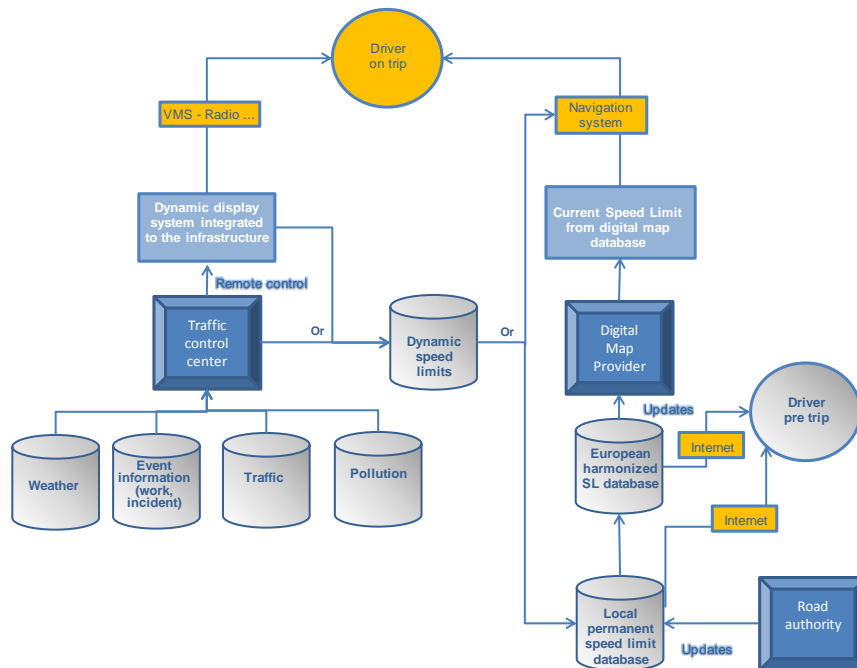 Driver
on trip
VMS - Radio ...
Navigation
system
Dynamic display
system integrated
to the infrastructure
Current Speed Limit
from digital map
database
Remote control
Traffic
control
center
Or
Dynamic
speed
limits
Or
Digital
Map
Provider
Updates
Driver
pre trip
Internet
Weather
Event
information
(work,
incident)
Traffic
Pollution
European
harmonized
SL database
Internet
Local
permanent
speed limit
database
Updates
Road
authority